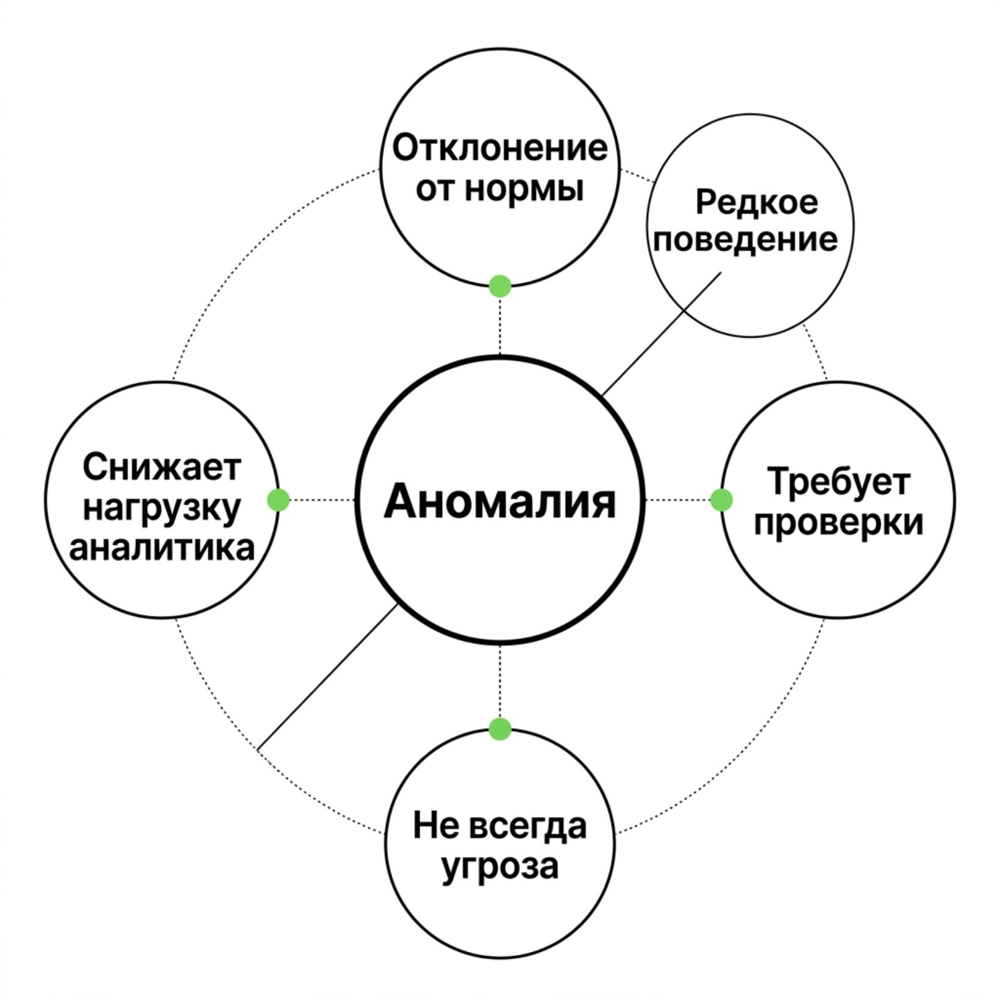 Отклонение
от нормы
Редкое
поведение
Снижает
нагрузку
аналитика
Аномалия
Требует
проверки
Не всегда
угроза